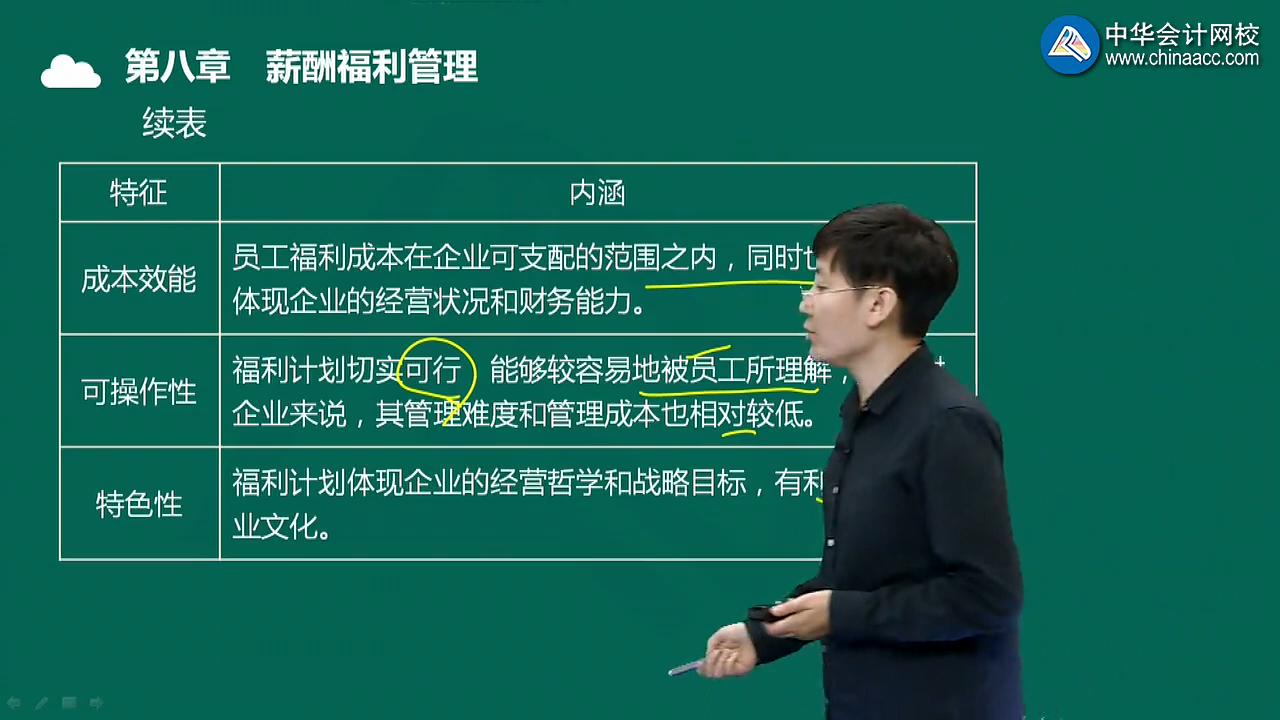 第八章 薪酬福利管理
中华会计网校
www.chinaacc.com
续表
特征
内涵
成本效能
员工福利成本在企业可支配的范围之内，同时
体现企业的经营状况和财务能力。
可操作性
福利计划切实可行 能够较容易地被员工所理解，
企业来说，其管理难度和管理成本也相对较低。
特色性
福利计划体现企业的经营哲学和战略目标，有利
业文化。